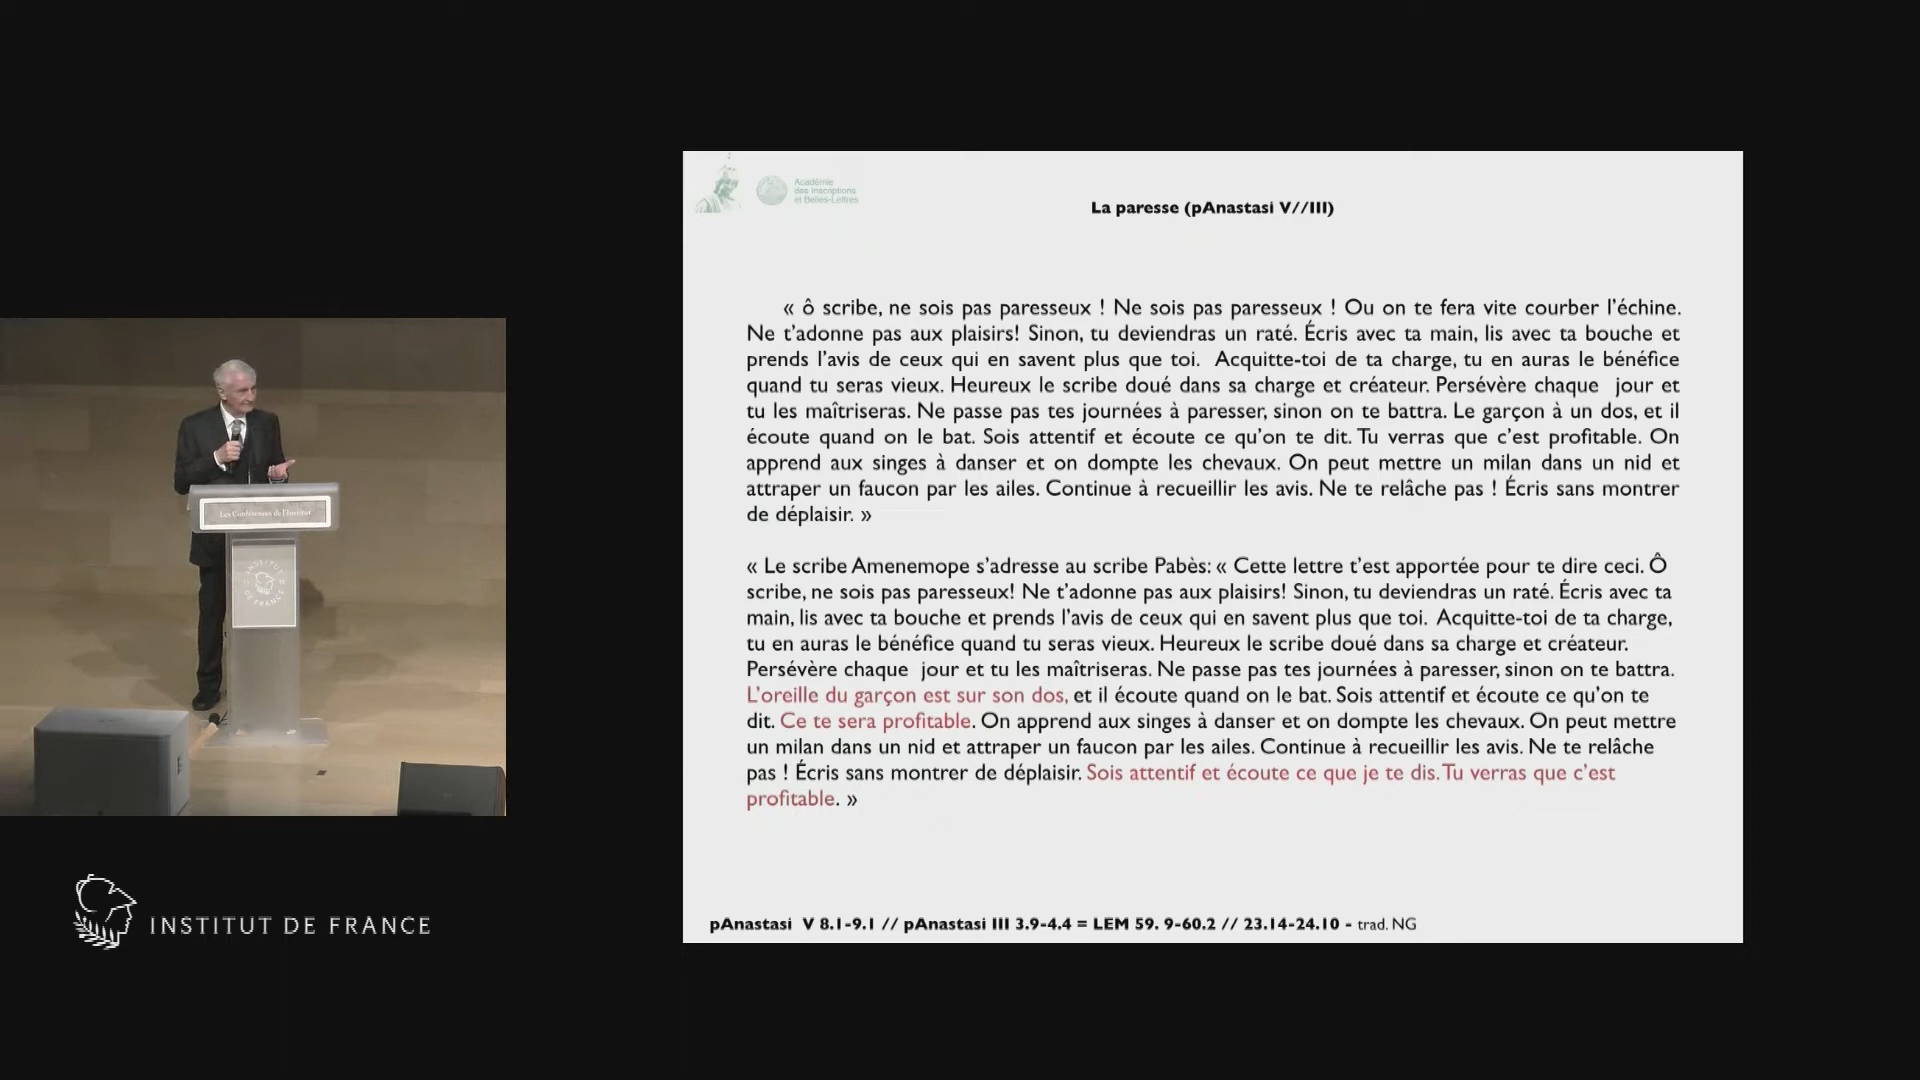 Académie
des Inscriptions
et Belles-Lettres
La paresse (pAnastasi V//III)
« ô scribe, ne sois pas paresseux ! Ne sois pas paresseux ! Ou on te fera vite courber l’échine.
Ne t’adonne pas aux plaisirs! Sinon, tu deviendras un raté. Écris avec ta main, lis avec ta bouche et
prends l’avis de ceux qui en savent plus que toi. Acquitte-toi de ta charge, tu en auras le bénéfice
quand tu seras vieux. Heureux le scribe doué dans sa charge et créateur. Persévère chaque jour et
tu les maîtriseras. Ne passe pas tes journées à paresser, sinon on te battra. Le garçon à un dos, et il
écoute quand on le bat. Sois attentif et écoute ce qu’on te dit. Tu verras que c’est profitable. On
apprend aux singes à danser et on dompte les chevaux. On peut mettre un milan dans un nid et
attraper un faucon par les ailes. Continue à recueillir les avis. Ne te relâche pas ! Écris sans montrer
de déplaisir. »
« Le scribe Amenemope s’adresse au scribe Pabès: « Cette lettre t’est apportée pour te dire ceci. Ô
scribe, ne sois pas paresseux! Ne t’adonne pas aux plaisirs! Sinon, tu deviendras un raté. Écris avec ta
main, lis avec ta bouche et prends l’avis de ceux qui en savent plus que toi. Acquitte-toi de ta charge,
tu en auras le bénéfice quand tu seras vieux. Heureux le scribe doué dans sa charge et créateur.
Persévère chaque jour et tu les maîtriseras. Ne passe pas tes journées à paresser, sinon on te battra.
L’oreille du garçon est sur son dos, et il écoute quand on le bat. Sois attentif et écoute ce qu’on te
dit. Ce te sera profitable. On apprend aux singes à danser et on dompte les chevaux. On peut mettre
un milan dans un nid et attraper un faucon par les ailes. Continue à recueillir les avis. Ne te relâche
pas ! Écris sans montrer de déplaisir. Sois attentif et écoute ce que je te dis. Tu verras que c’est
profitable. »
pAnastasi V 8.1-9.1 // pAnastasi III 3.9-4.4 = LEM 59. 9-60.2 // 23.14-24.10 - trad. NG
Les Conférences de l’Institut
INSTITUT
DE FRANCE
INSTITUT DE FRANCE